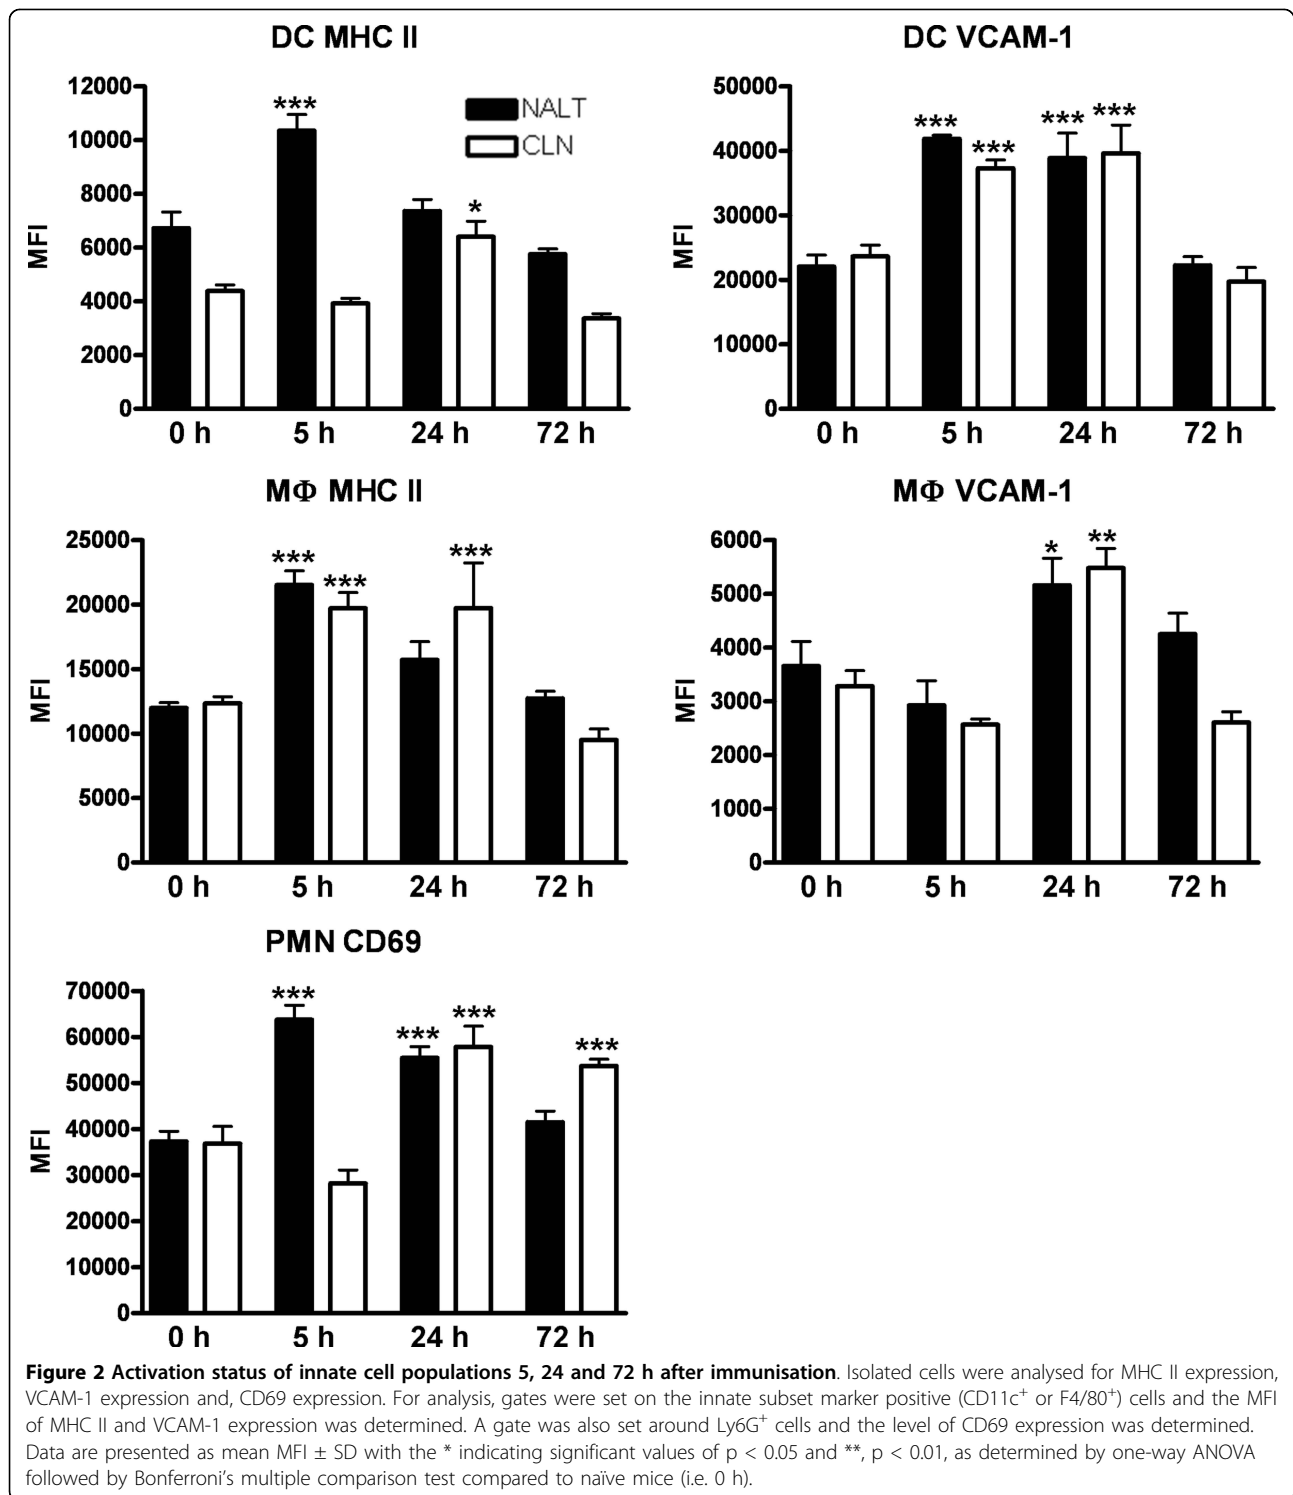 DC MHC II
12000
10000
8000
6000
4000
2000
0
MFI
***
*
NALT
CLN
0 h 5 h 24 h 72 h
DC VCAM-1
50000
40000
30000
20000
10000
0
MFI
*** *** *** ***
0 h 5 h 24 h 72 h
MΦ MHC II
25000
20000
15000
10000
5000
0
MFI
*** *** ***
0 h 5 h 24 h 72 h
MΦ VCAM-1
6000
5000
4000
3000
2000
1000
0
MFI
* **
0 h 5 h 24 h 72 h
PMN CD69
70000
60000
50000
40000
30000
20000
10000
0
MFI
*** *** *** ***
0 h 5 h 24 h 72 h
Figure 2 Activation status of innate cell populations 5, 24 and 72 h after immunisation. Isolated cells were analysed for MHC II expression,
VCAM-1 expression and, CD69 expression. For analysis, gates were set on the innate subset marker positive (CD11c⁺ or F4/80⁺) cells and the MFI
of MHC II and VCAM-1 expression was determined. A gate was also set around Ly6G⁺ cells and the level of CD69 expression was determined.
Data are presented as mean MFI ± SD with the * indicating significant values of p < 0.05 and **, p < 0.01, as determined by one-way ANOVA
followed by Bonferroni's multiple comparison test compared to naïve mice (i.e. 0 h).